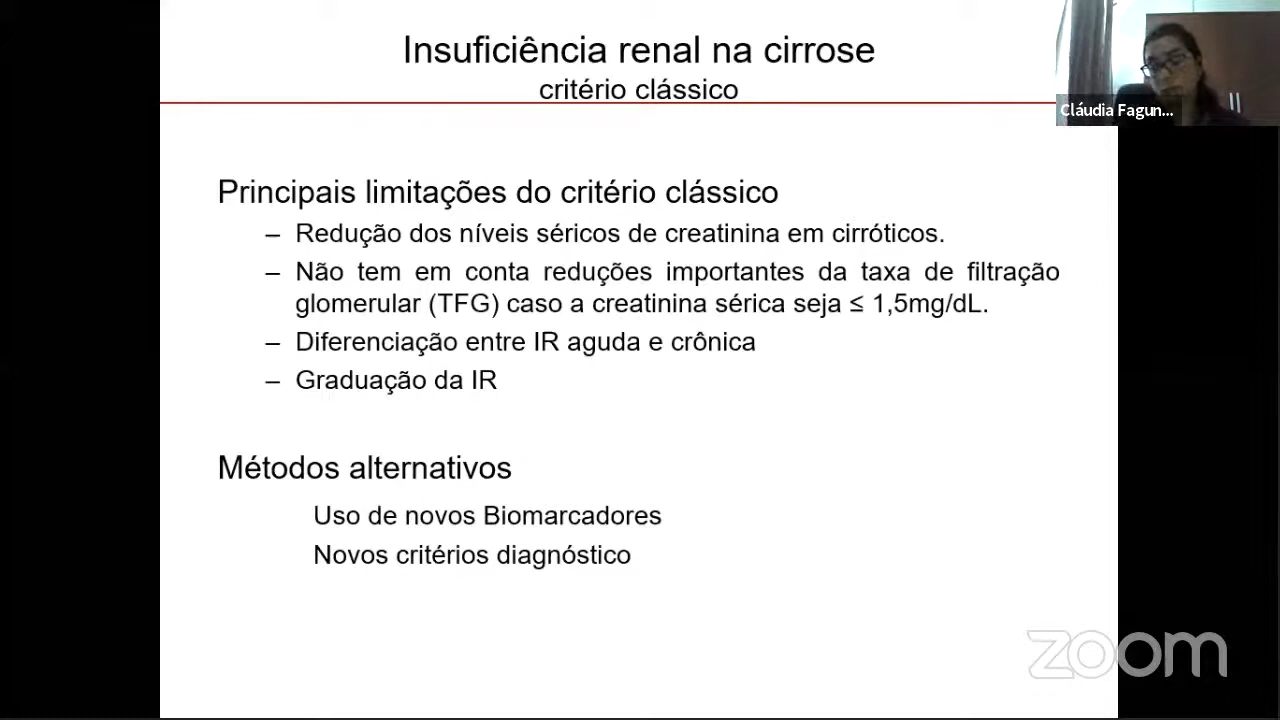 Insuficiência renal na cirrose
critério clássico
Cláudia Fagun...
Principais limitações do critério clássico
– Redução dos níveis séricos de creatinina em cirróticos.
– Não tem em conta reduções importantes da taxa de filtração
glomerular (TFG) caso a creatinina sérica seja ≤ 1,5mg/dL.
– Diferenciação entre IR aguda e crônica
– Graduação da IR
Métodos alternativos
Uso de novos Biomarcadores
Novos critérios diagnóstico
zoom